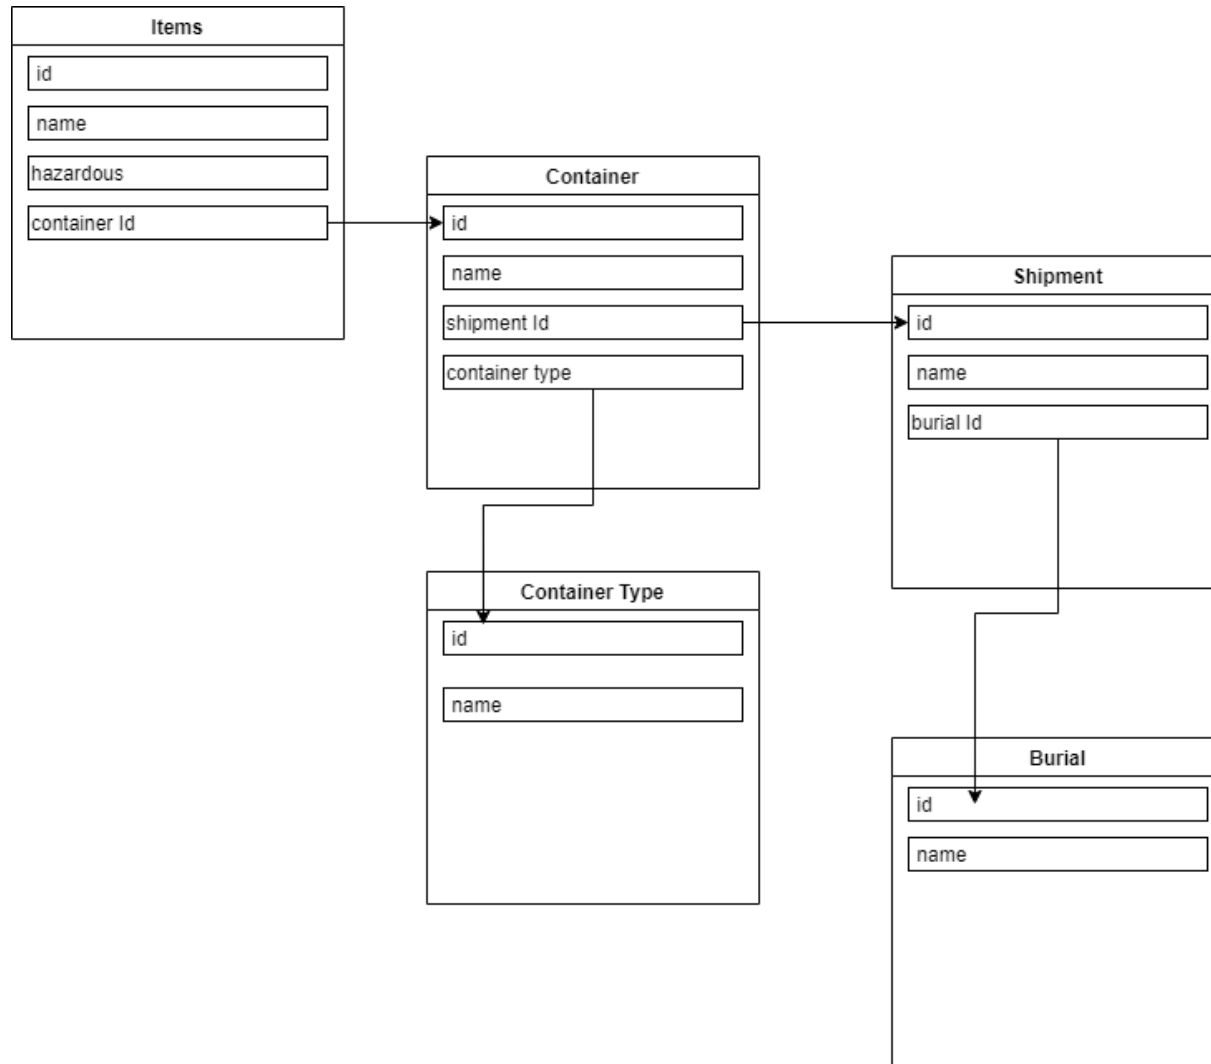 Items
id
name
hazardous
container Id
Container
id
name
shipment Id
container type
Shipment
id
name
burial Id
Container Type
id
name
Burial
id
name